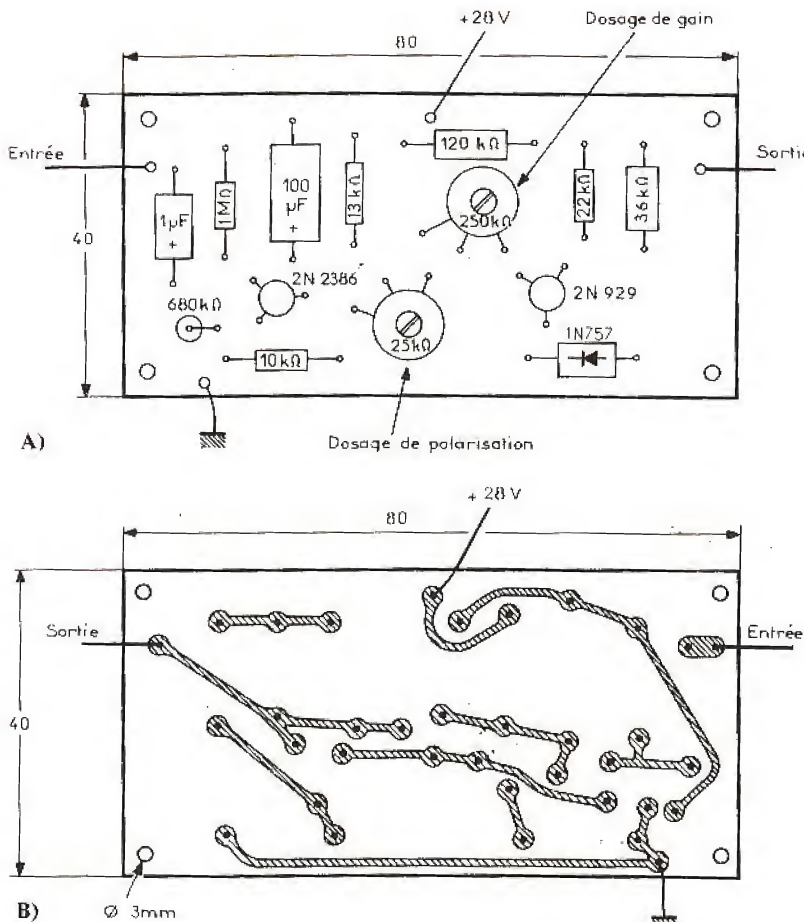 +28 V
Dosage de gain
80
Entrée
Sortie
40
120 kΩ
1µF
+
1MΩ
100
µF
+
13kΩ
250kΩ
22kΩ
36kΩ
2N 2386
2N 929
680kΩ
10kΩ
25kΩ
1N757
A)
Dosage de polarisation
+ 28 V
80
Sortie
Entrée
40
B)
Ø 3mm